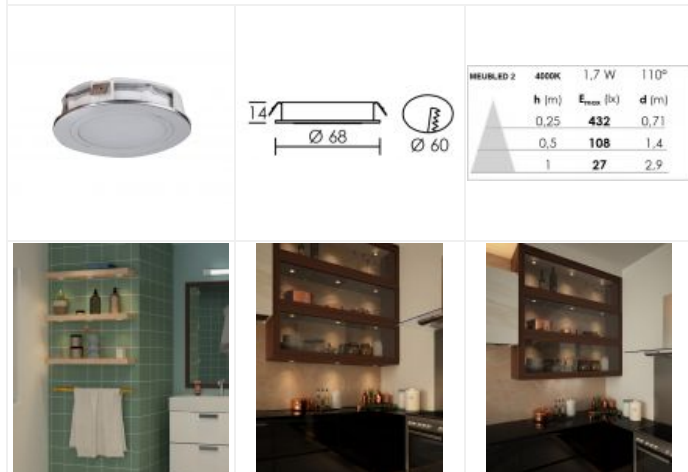 14
Ø 68
Ø 60
MEUBLED 2 4000K 1,7 W 110°
h (m) Emax (lx) d (m)
0,25 432 0,71
0,5 108 1,4
1 27 2,9